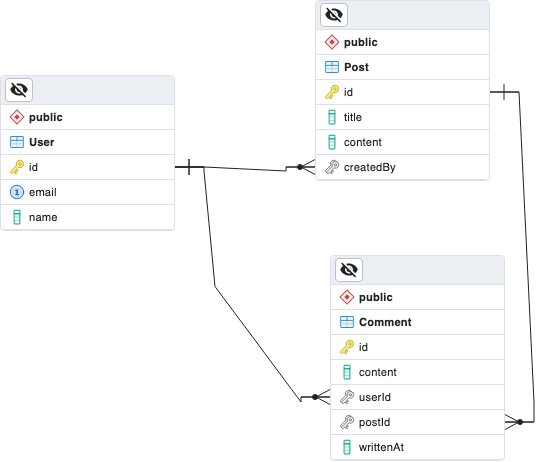 public
User
id
email
name
public
Post
id
title
content
createdBy
public
Comment
id
content
userId
postId
writtenAt